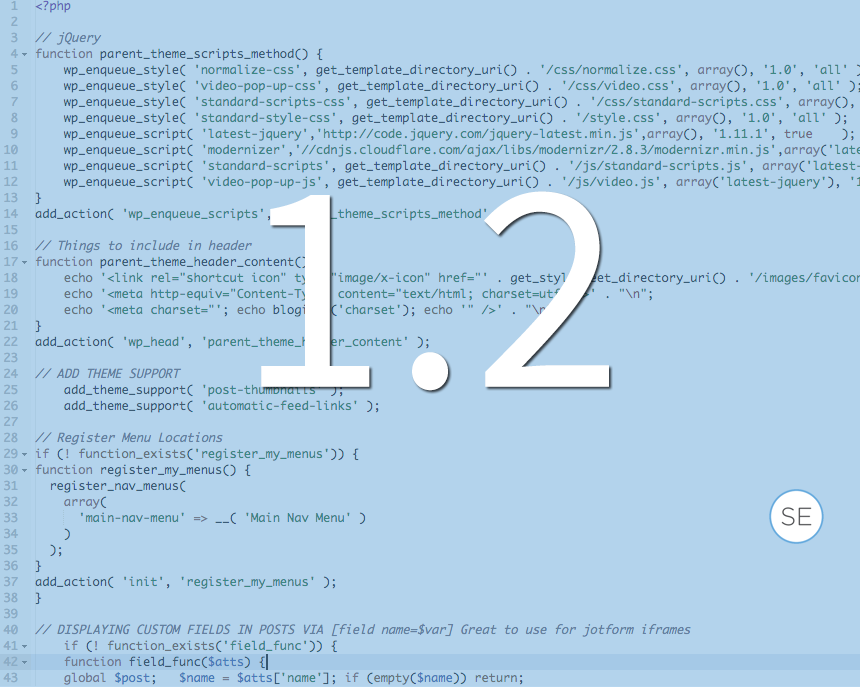 1 <?php
2
3 // jQuery
4 function parent_theme_scripts_method() {
5 wp_enqueue_style( 'normalize-css', get_template_directory_uri() . '/css/normalize.css', array(), '1.0', 'all' )
6 wp_enqueue_style( 'video-pop-up-css', get_template_directory_uri() . '/css/video.css', array(), '1.0', 'all' );
7 wp_enqueue_style( 'standard-scripts-css', get_template_directory_uri() . '/css/standard-scripts.css', array(),
8 wp_enqueue_style( 'standard-style-css', get_template_directory_uri() . '/style.css', array(), '1.0', 'all' );
9 wp_enqueue_script( 'latest-jquery','http://code.jquery.com/jquery-latest.min.js',array(), '1.11.1', true );
10 wp_enqueue_script( 'modernizer','//cdnjs.cloudflare.com/ajax/libs/modernizr/2.8.3/modernizr.min.js',array('late
11 wp_enqueue_script( 'standard-scripts', get_template_directory_uri() . '/js/standard-scripts.js', array('latest-
12 wp_enqueue_script( 'video-pop-up-js', get_template_directory_uri() . '/js/video.js', array('latest-jquery'), '1
13 }
14 add_action( 'wp_enqueue_scripts', _theme_scripts_method'
15
16 // Things to include in header
17 function parent_theme_header_content()
18 echo '<link rel="shortcut icon" ty "image/x-icon" href="' . get_styl eet_directory_uri() . '/images/favicon
19 echo '<meta http-equiv="Content-Ty content="text/html; charset=utf ' . "\n";
20 echo '<meta charset="'; echo blogi ('charset'); echo '" />' . "\n
21 }
22 add_action( 'wp_head', 'parent_theme_h er_content' );
23
24 // ADD THEME SUPPORT
25 add_theme_support( 'post-thumbnails' );
26 add_theme_support( 'automatic-feed-links' );
27
28 // Register Menu Locations
29 if (! function_exists('register_my_menus')) {
30 function register_my_menus() {
31 register_nav_menus(
32 array(
33 'main-nav-menu' => __( 'Main Nav Menu' )
34 )
35 );
36 }
37 add_action( 'init', 'register_my_menus' );
38 }
39
40 // DISPLAYING CUSTOM FIELDS IN POSTS VIA [field name=$var] Great to use for jotform iframes
41 if (! function_exists('field_func')) {
42 function field_func($atts) {
43 global $post; $name = $atts['name']; if (empty($name)) return;
1.2
SE